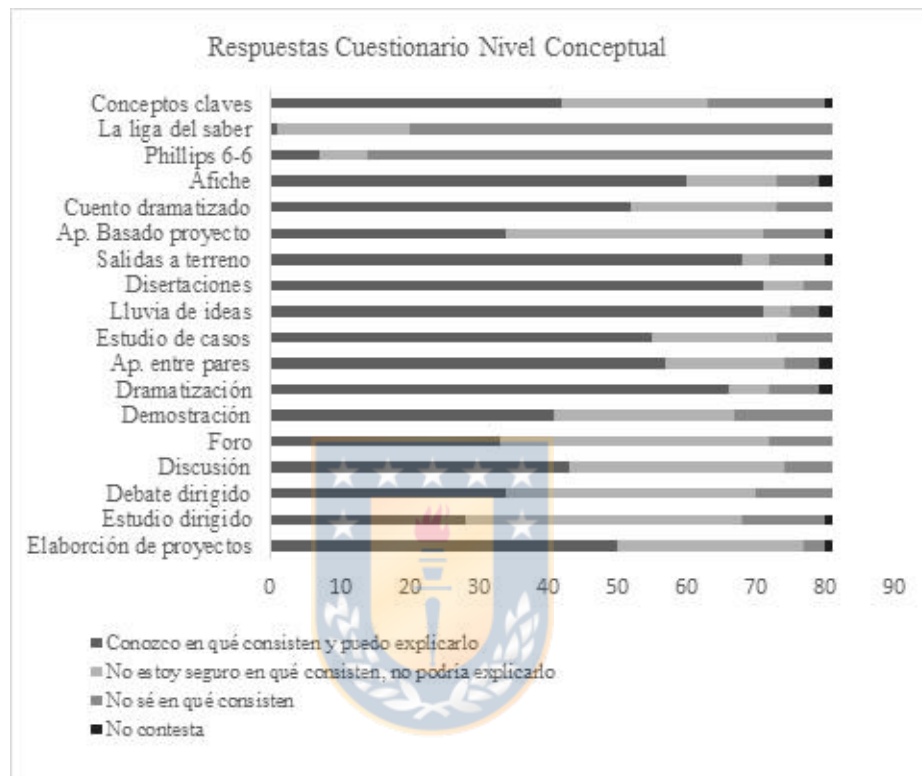 Respuestas Cuestionario Nivel Conceptual
Conceptos claves
La liga del saber
Phillips 6-6
Afiche
Cuento dramatizado
Ap. Basado proyecto
Salidas a terreno
Disertaciones
Lluvia de ideas
Estudio de casos
Ap. entre pares
Dramatización
Demostración
Foro
Discusión
Debate dirigido
Estudio dirigido
Elaborción de proyectos
0 10 20 30 40 50 60 70 80 90
Conozco en qué consisten y puedo explicarlo
No estoy seguro en qué consisten, no podría explicarlo
No sé en qué consisten
No contesta